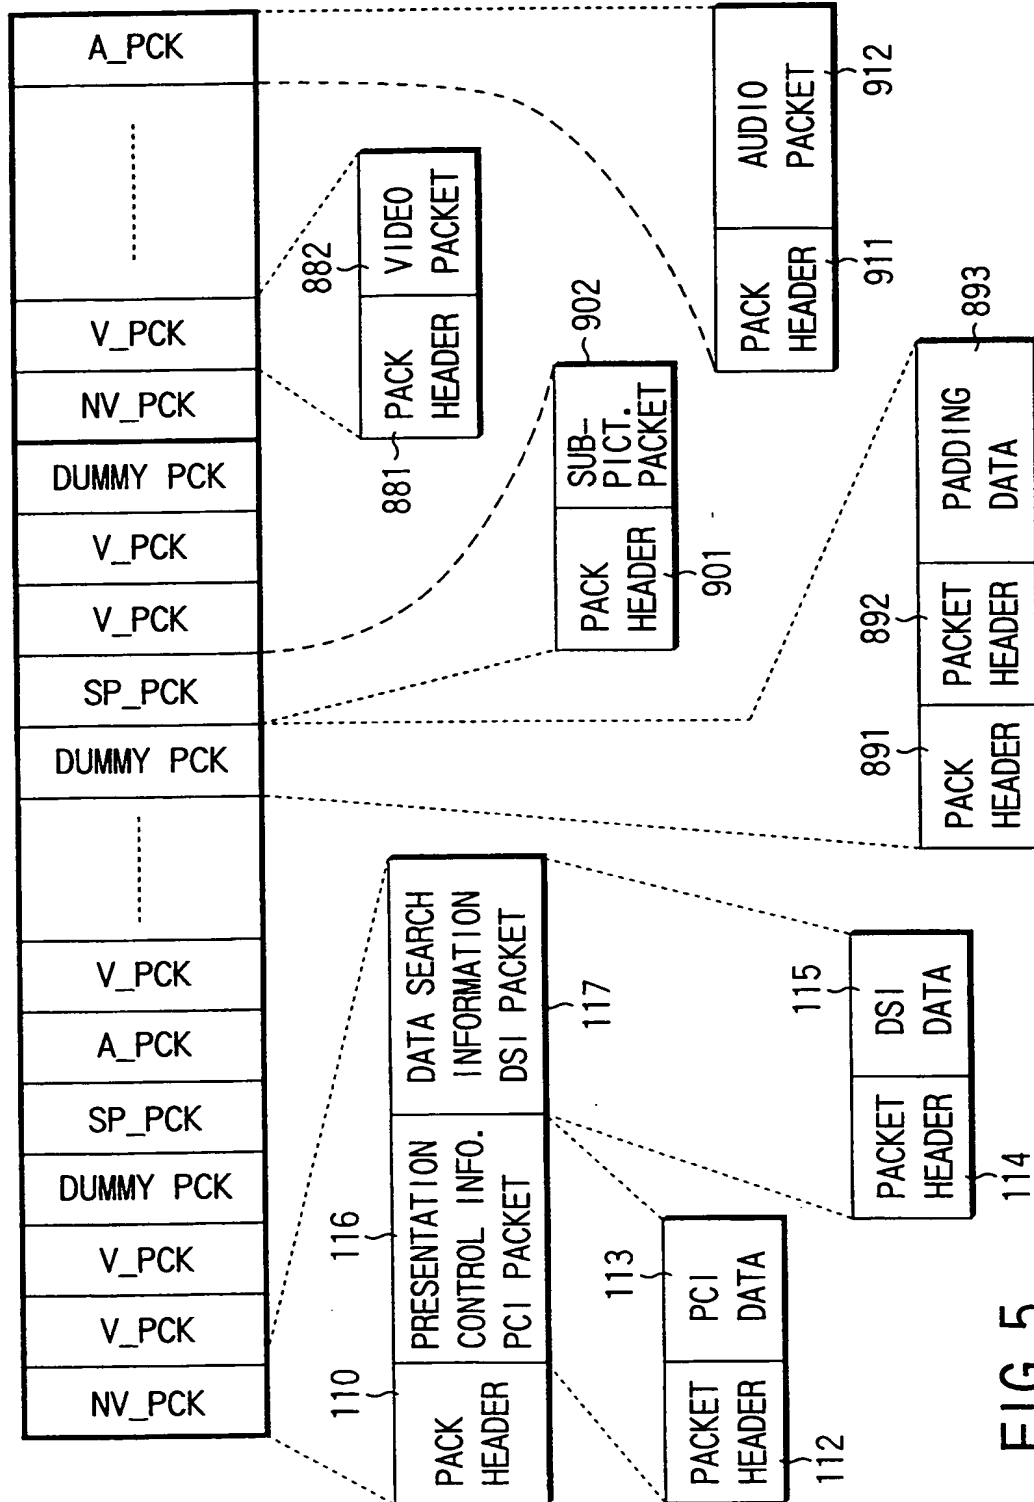 NV_PCK
V_PCK
V_PCK
DUMMY PCK
SP_PCK
A_PCK
V_PCK
DUMMY PCK
SP_PCK
V_PCK
V_PCK
DUMMY PCK
NV_PCK
V_PCK
A_PCK
110
116
PACK
HEADER
PRESENTATION
CONTROL INFO.
PCI PACKET
DATA SEARCH
INFORMATION
DSI PACKET
117
881
882
PACK
HEADER
VIDEO
PACKET
902
PACK
HEADER
SUB-
PICT.
PACKET
901
113
PACKET
HEADER
PCI
DATA
112
115
PACKET
HEADER
DSI
DATA
114
PACK
HEADER
AUDIO
PACKET
911
912
891
892
893
PACK
HEADER
PACKET
HEADER
PADDING
DATA
FIG. 5